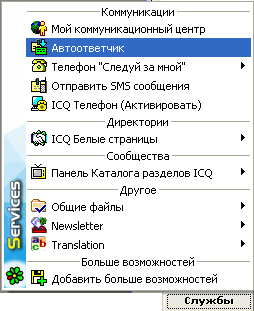 Коммуникации
Мой коммуникационный центр
Автоответчик
Телефон "Следуй за мной"
Отправить SMS сообщения
ICQ Телефон (Активировать)
Директории
ICQ Белые страницы
Сообщества
Панель Каталога разделов ICQ
Другое
Общие файлы
Newsletter
Translation
Больше возможностей
Добавить больше возможностей
Services
Службы